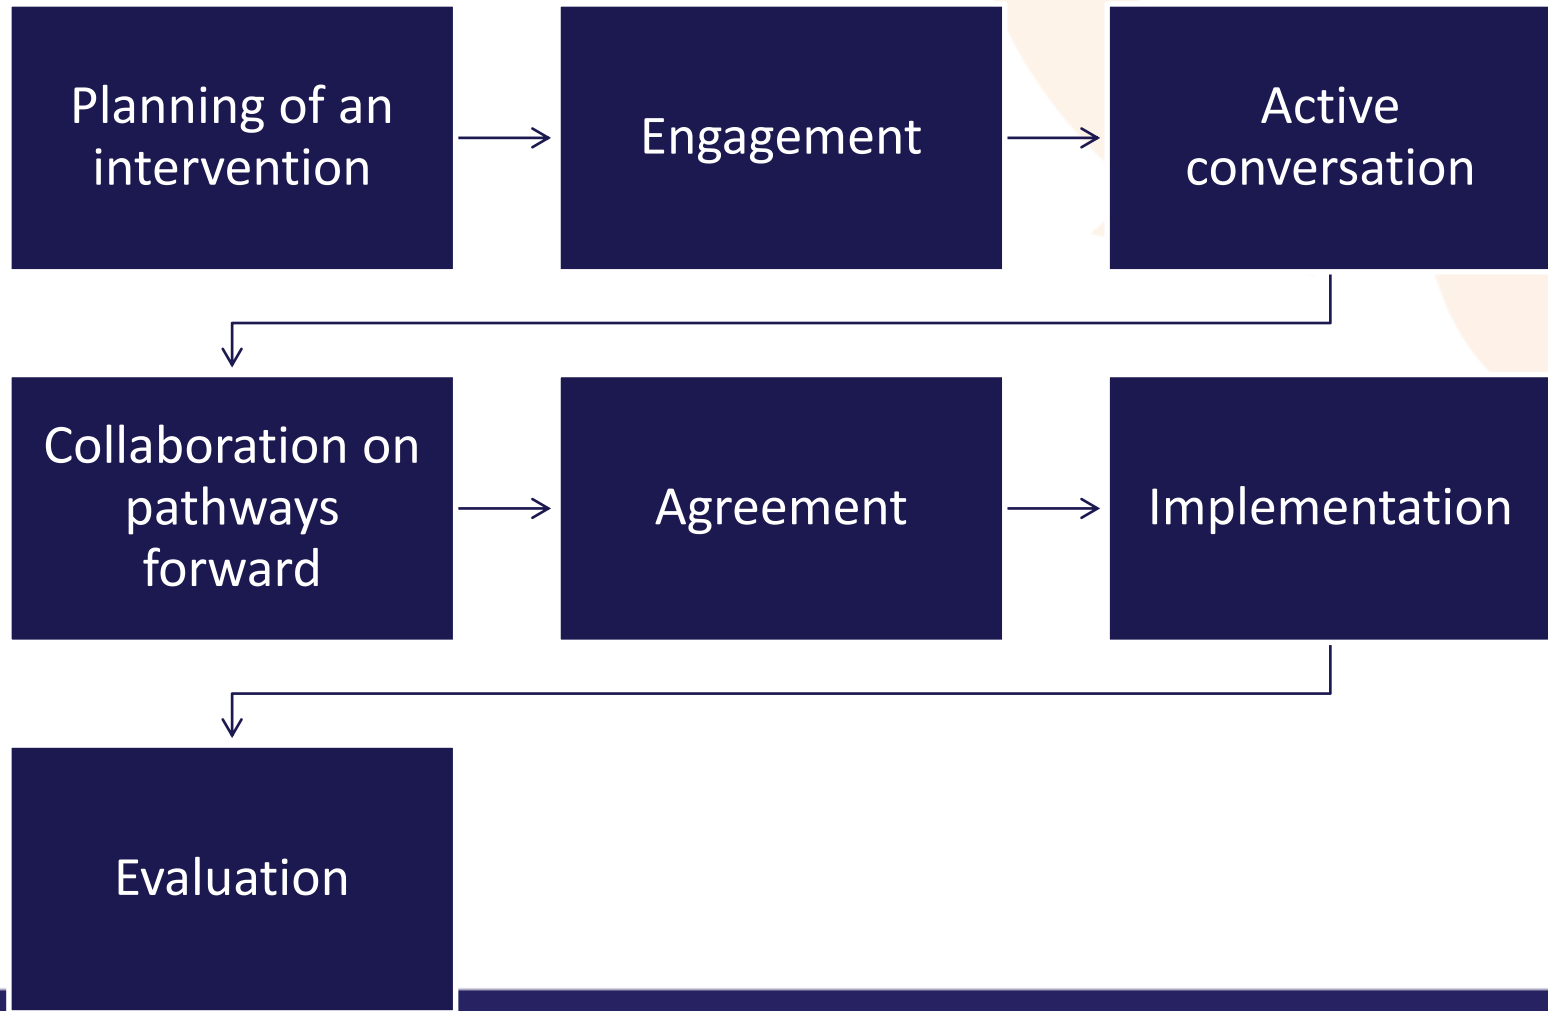 Planning of an
intervention
Engagement
Active
conversation
Collaboration on
pathways
forward
Agreement
Implementation
Evaluation